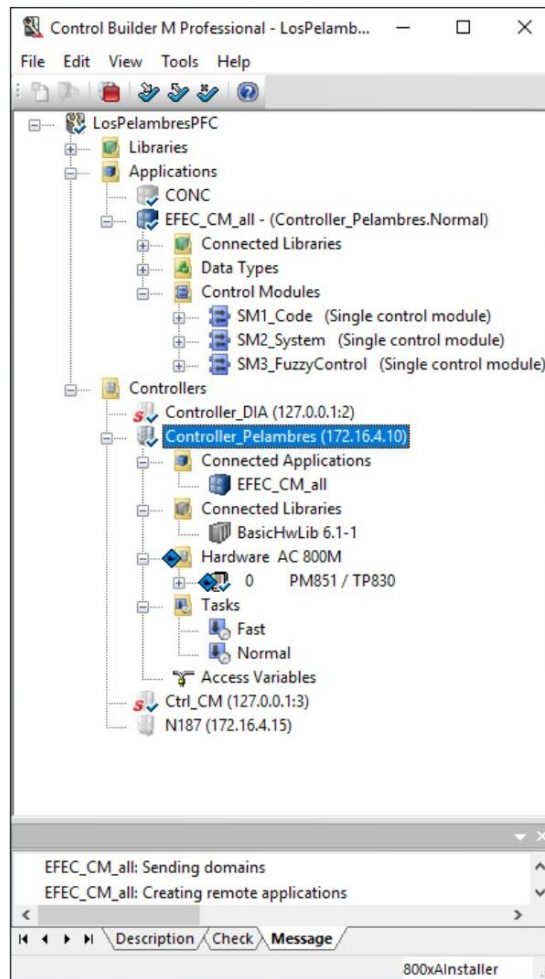 Control Builder M Professional - LosPelamb...
File Edit View Tools Help
LosPelambresPFC
Libraries
Applications
CONC
EFEC_CM_all - (Controller_Pelambres.Normal)
Connected Libraries
Data Types
Control Modules
SM1_Code (Single control module)
SM2_System (Single control module)
SM3_FuzzyControl (Single control module)
Controllers
Controller_DIA (127.0.0.1:2)
Controller_Pelambres (172.16.4.10)
Connected Applications
EFEC_CM_all
Connected Libraries
BasicHwLib 6.1-1
Hardware AC 800M
0 PM851 / TP830
Tasks
Fast
Normal
Access Variables
Ctrl_CM (127.0.0.1:3)
N187 (172.16.4.15)
EFEC_CM_all: Sending domains
EFEC_CM_all: Creating remote applications
Description Check Message
800xAInstaller